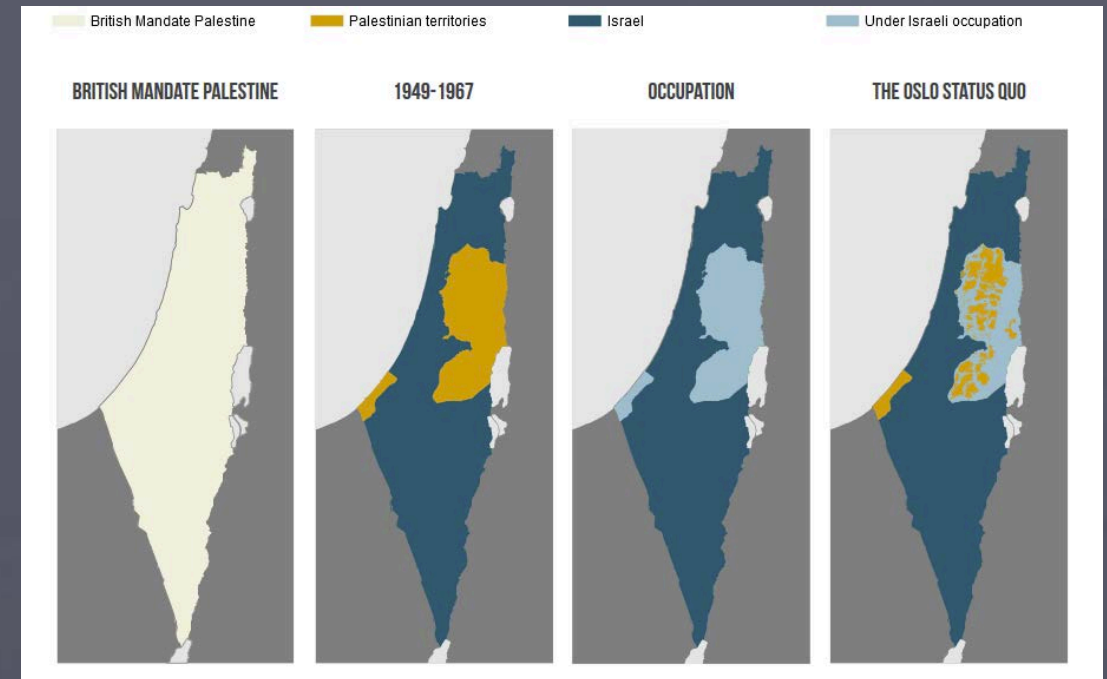 British Mandate Palestine
Palestinian territories
Israel
Under Israeli occupation
BRITISH MANDATE PALESTINE
1949-1967
OCCUPATION
THE OSLO STATUS QUO